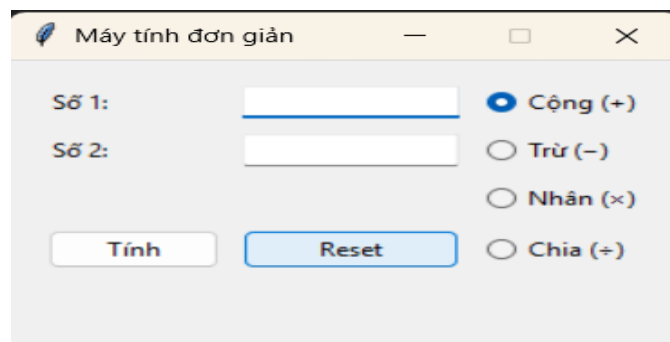 Máy tính đơn giản
Số 1:
Cộng (+)
Số 2:
Trừ (−)
Nhân (×)
Tính
Reset
Chia (÷)